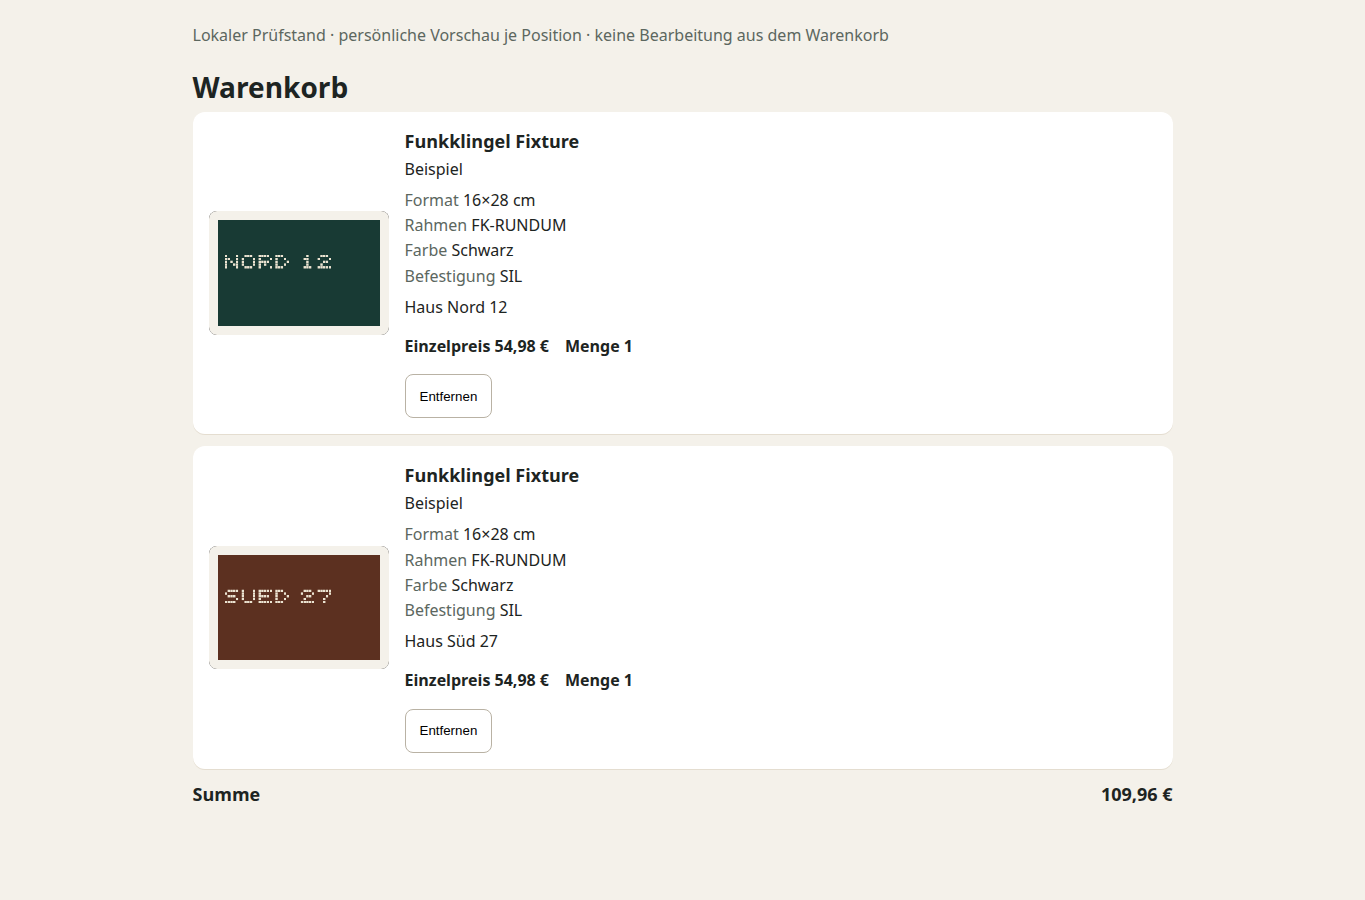 Lokaler Prüfstand · persönliche Vorschau je Position · keine Bearbeitung aus dem Warenkorb
Warenkorb
NORD 12
Funkklingel Fixture
Beispiel
Format 16×28 cm
Rahmen FK-RUNDUM
Farbe Schwarz
Befestigung SIL
Haus Nord 12
Einzelpreis 54,98 € Menge 1
Entfernen
SUED 27
Funkklingel Fixture
Beispiel
Format 16×28 cm
Rahmen FK-RUNDUM
Farbe Schwarz
Befestigung SIL
Haus Süd 27
Einzelpreis 54,98 € Menge 1
Entfernen
Summe 109,96 €